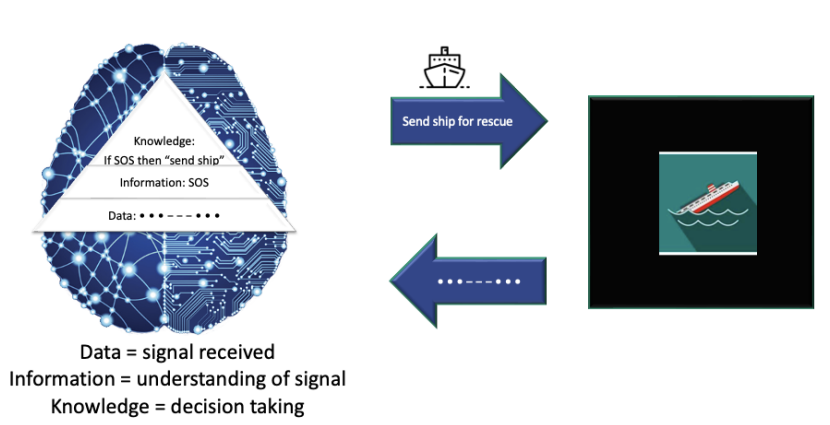 Knowledge:
If SOS then “send ship”
Information: SOS
Data: • • • – – – • • •
Send ship for rescue
• • • – – – • • •
Data = signal received
Information = understanding of signal
Knowledge = decision taking